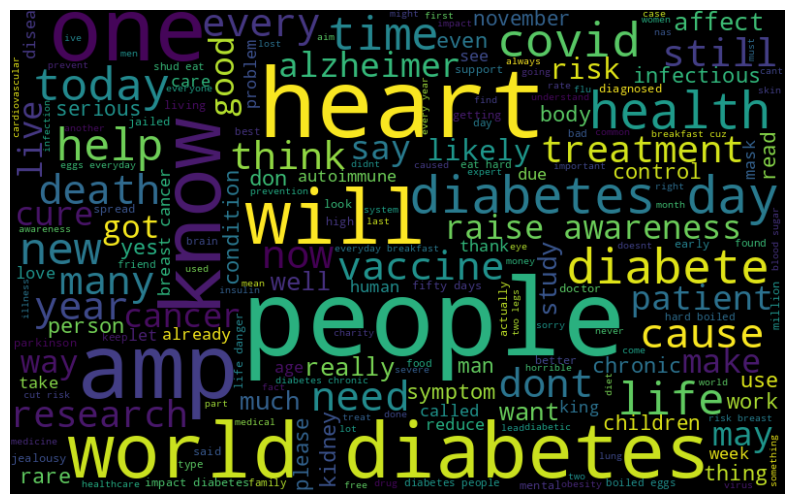 one
every
time
november
affect
disea
ive
might
first
impact
covid
still
case
women
men
aim
lost
prevent
shud eat
everyone
care
good
problem
even
see
support
always
going
alzheimer
risk
infectious
nas
must
cant
today
heart
find
rate
understand
flu
diagnosed
skin
serious
living
cardiovascular
another
jailed
getting
day
every year
body
bad
common
breakfast cuz
health
live
infection
eggs everyday
best
think
say likely
caused
eat hard
expert
important
treatment
mask
read
help
know
don
autoimmune
due
control
death
breast cancer
condition
didnt
prevention
look
system
last
right
month
cure
spread
got
will
high
diabetes
day
new
awareness
yes
brain
now
raise awareness
doesnt
early
found
blood sugar
many
love
friend
used
mean
insulin
everyday breakfast
eye
money
thank
vaccine
study
diabete
year
illness
well
human
fifty days
doctor
hard boiled
patient
million
person
cancer
people
actually
two legs
sorry
never
cause
parkinson
keep
let
already
life danger
charity
age
really
man
better
come
chronic
make
way
amp
food
severe
horrible
take
cut risk
fact
diabetes chronic
need
symptom
dont
diet
life
world
use
research
part
medical
much
want
king
risk breast
work
medicine
treat
done
called
reduce
lead
diabetic
children
may
something
rare
jealousy
said
type
world diabetes
please
kidney
lot
lung
week
thing
healthcare
impact diabetes
family
free
drug
diabetes people
mental
obesity
boiled eggs
two
virus